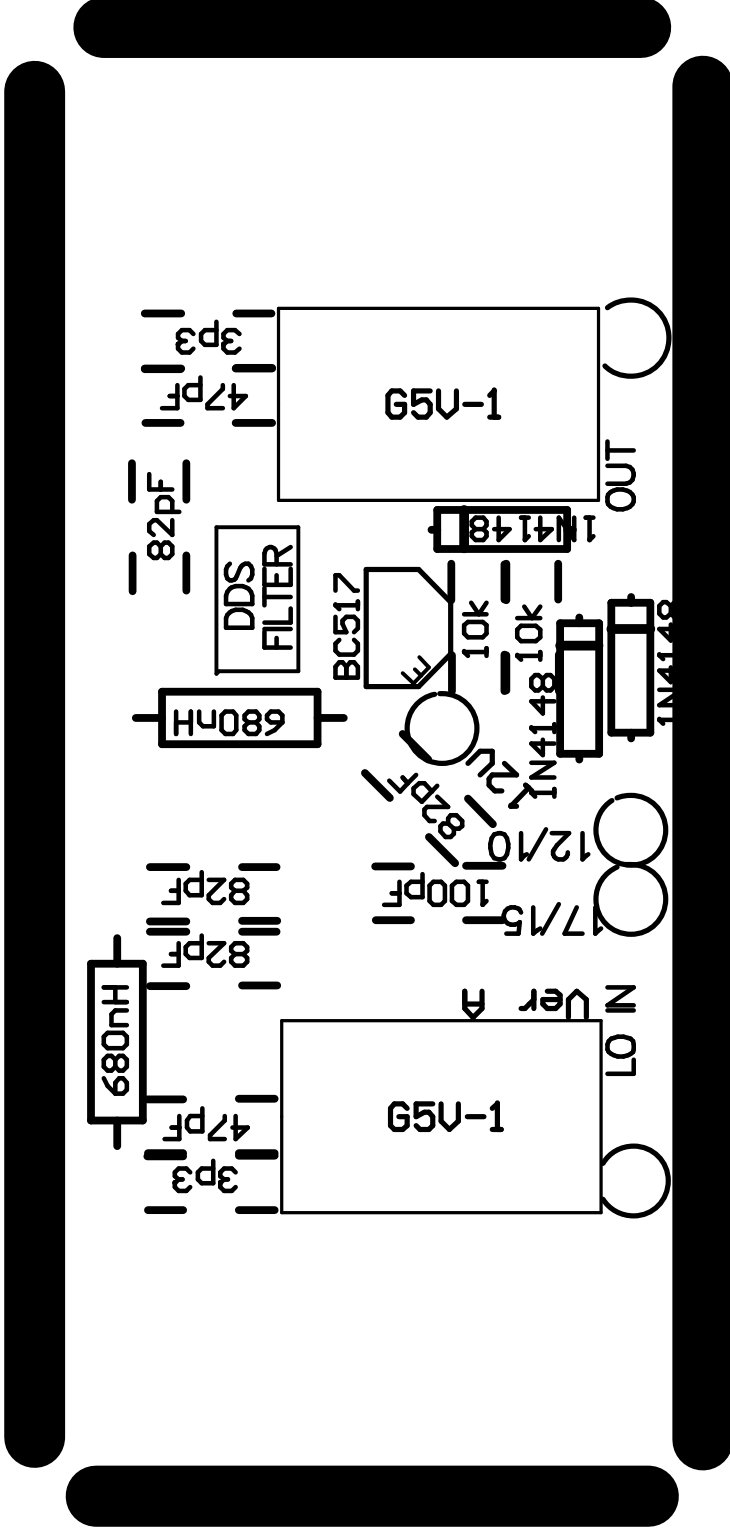 3p3
47pF
G5V-1
OUT
82pF
1N4148
DDS
FILTER
BC517
E
10k
10k
1N4148
1N4148
680nH
12V
82pF
12/10
82pF
100pF
17/15
82pF
Ver A
LO IN
680nH
G5V-1
47pF
3p3